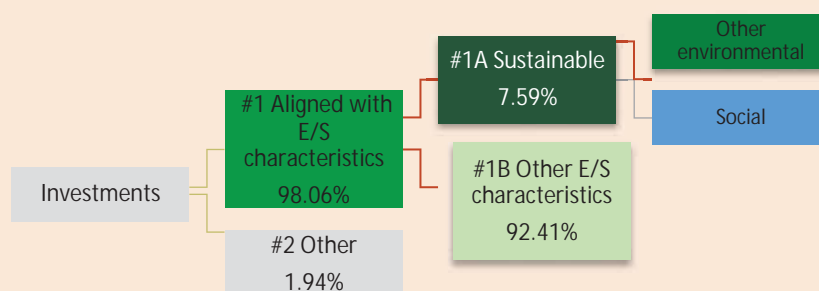 Investments
#1 Aligned with
E/S
characteristics
98.06%
#2 Other
1.94%
#1A Sustainable
7.59%
#1B Other E/S
characteristics
92.41%
Other
environmental
Social